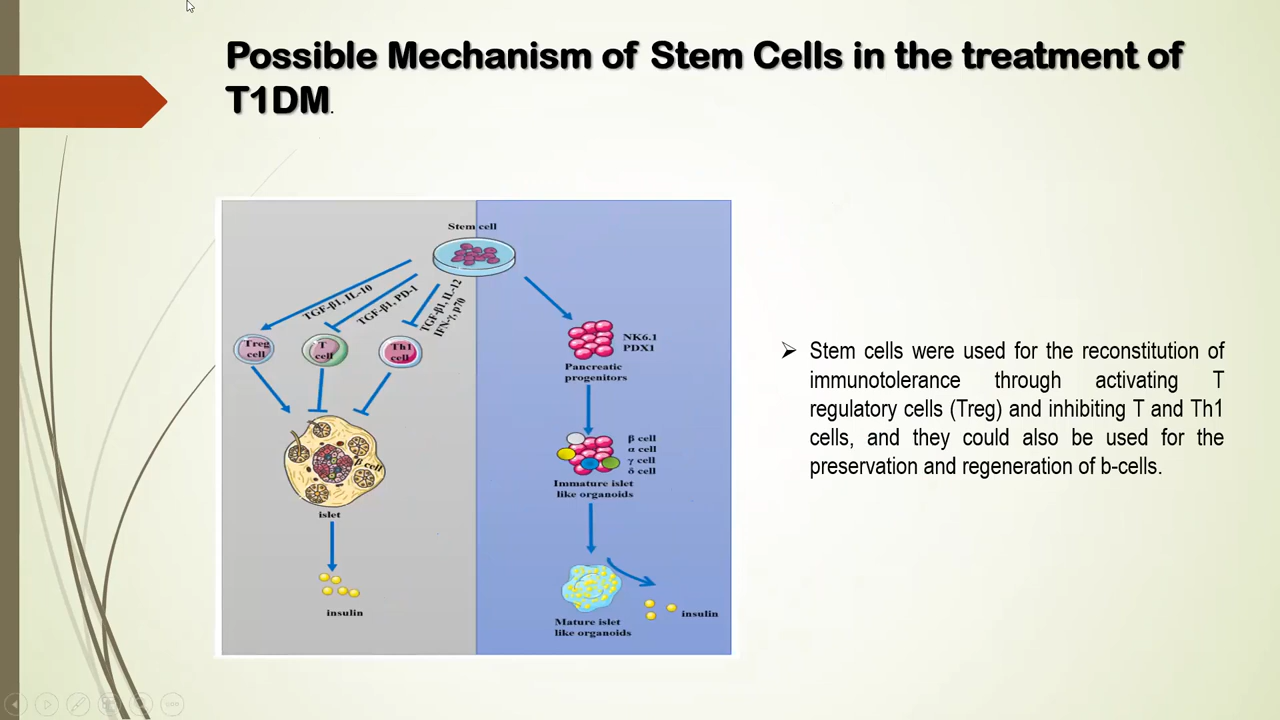 Possible Mechanism of Stem Cells in the treatment of
T1DM.
Stem cell
TGF-β1, IL-10
TGF-β1, PD-1
TGF-β1, IL-12
IFN-γ, p70
Treg
cell
T
cell
Th1
cell
β cell
islet
insulin
NK6.1
PDX1
Pancreatic
progenitors
β cell
α cell
γ cell
δ cell
Immature islet
like organoids
Mature islet
like organoids
insulin
Stem cells were used for the reconstitution of
immunotolerance through activating T
regulatory cells (Treg) and inhibiting T and Th1
cells, and they could also be used for the
preservation and regeneration of b-cells.